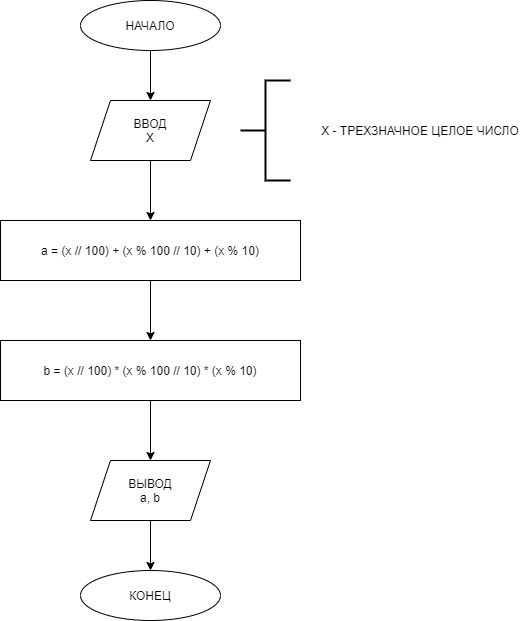 НАЧАЛО
ВВОД
X
X - ТРЕХЗНАЧНОЕ ЦЕЛОЕ ЧИСЛО
a = (x // 100) + (x % 100 // 10) + (x % 10)
b = (x // 100) * (x % 100 // 10) * (x % 10)
ВЫВОД
a, b
КОНЕЦ